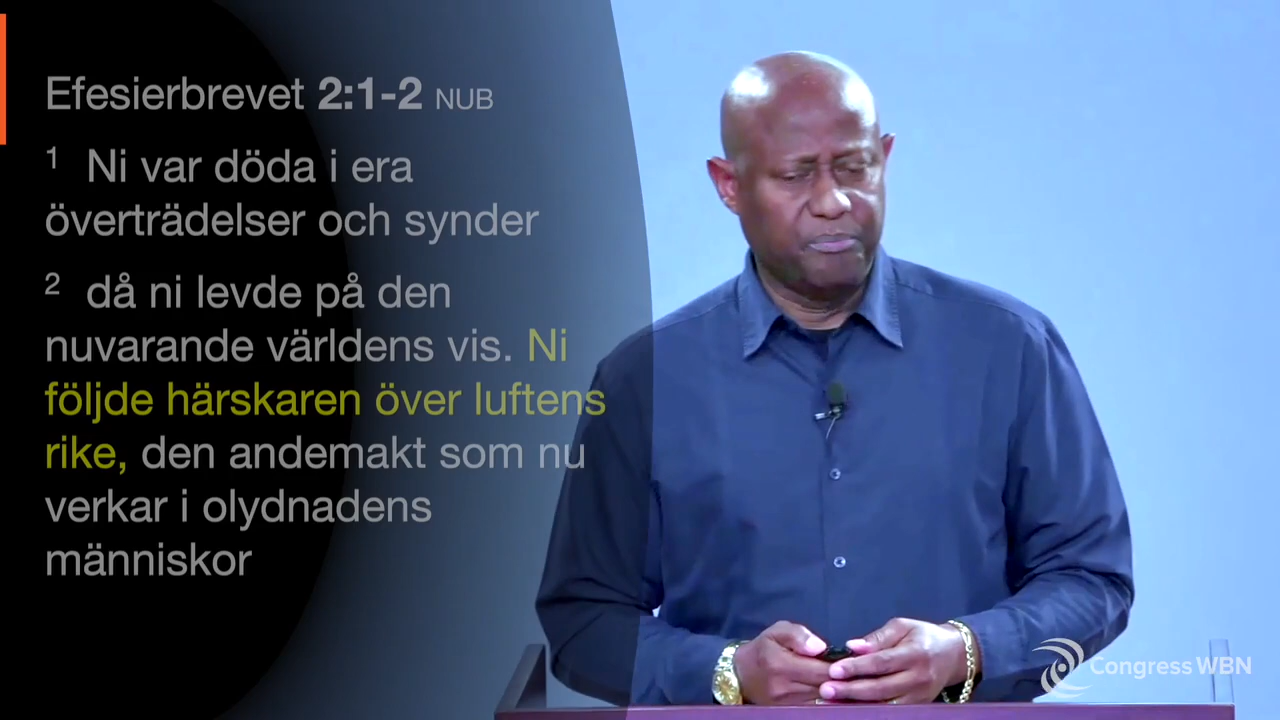 Efesierbrevet 2:1-2 NUB
1 Ni var döda i era
överträdelser och synder
2 då ni levde på den
nuvarande världens vis. Ni
följde härskaren över luftens
rike, den andemakt som nu
verkar i olydnadens
människor
Congress WBN